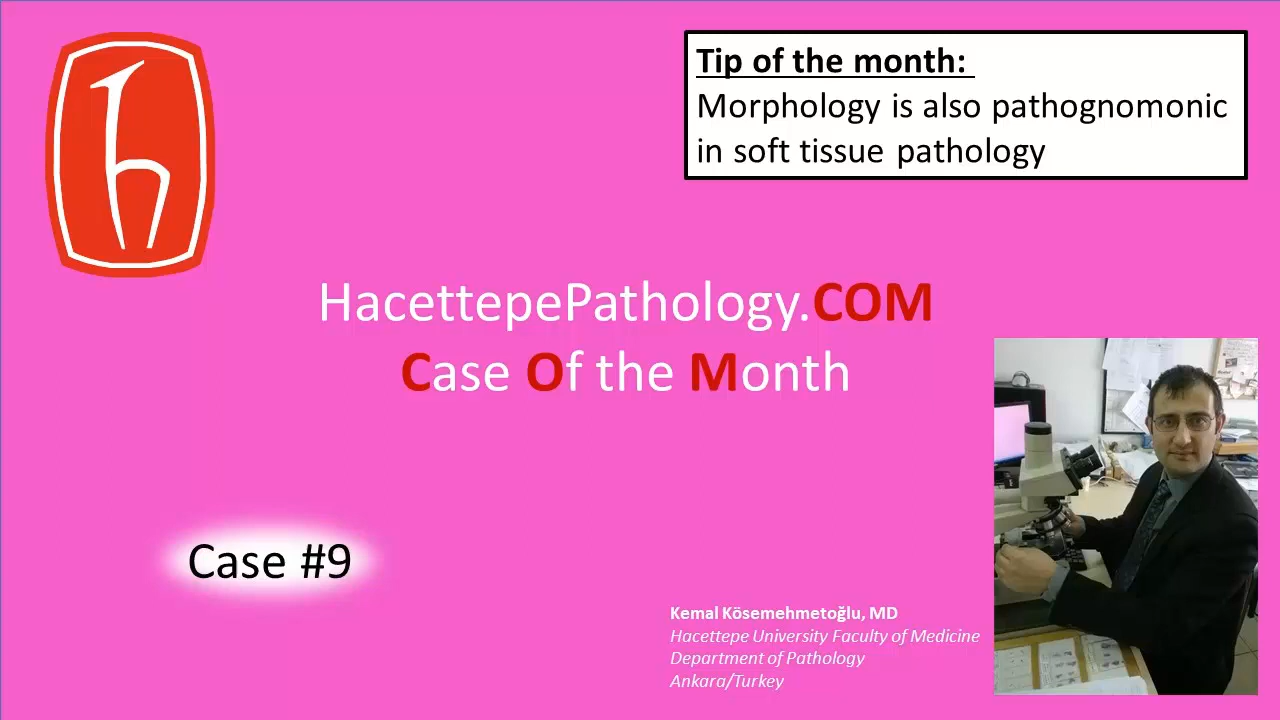 Tip of the month:
Morphology is also pathognomonic
in soft tissue pathology
HacettepePathology.COM
Case Of the Month
Case #9
Kemal Kösemehmetoğlu, MD
Hacettepe University Faculty of Medicine
Department of Pathology
Ankara/Turkey